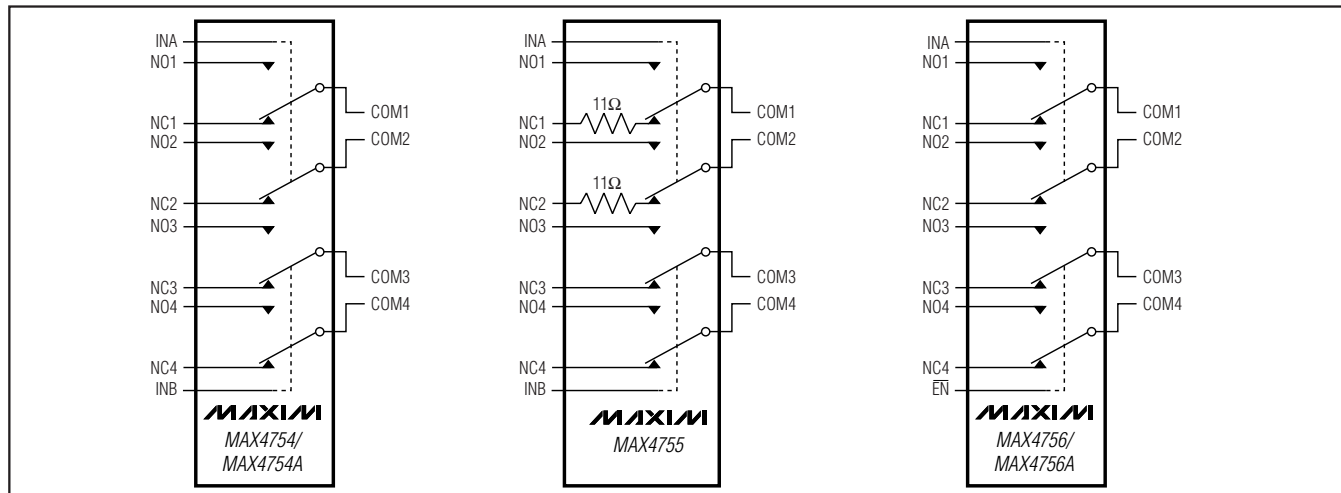 INA
NO1
NC1
NO2
NC2
NO3
NC3
NO4
NC4
INB
COM1
COM2
COM3
COM4
MAXIM
MAX4754/
MAX4754A
INA
NO1
11Ω
NC1
NO2
11Ω
NC2
NO3
NC3
NO4
NC4
INB
COM1
COM2
COM3
COM4
MAXIM
MAX4755
INA
NO1
NC1
NO2
NC2
NO3
NC3
NO4
NC4
E̅N̅
COM1
COM2
COM3
COM4
MAXIM
MAX4756/
MAX4756A